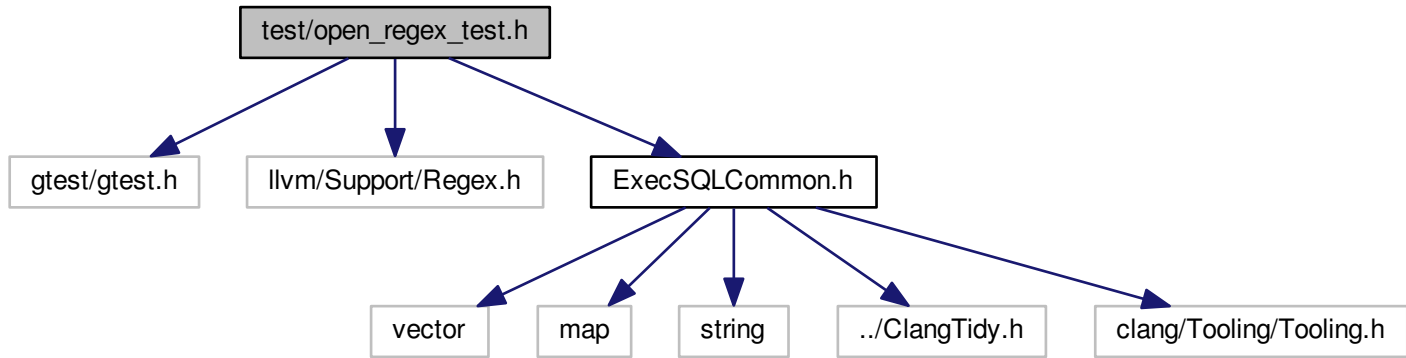 test/open_regex_test.h
gtest/gtest.h
llvm/Support/Regex.h
ExecSQLCommon.h
vector
map
string
../ClangTidy.h
clang/Tooling/Tooling.h